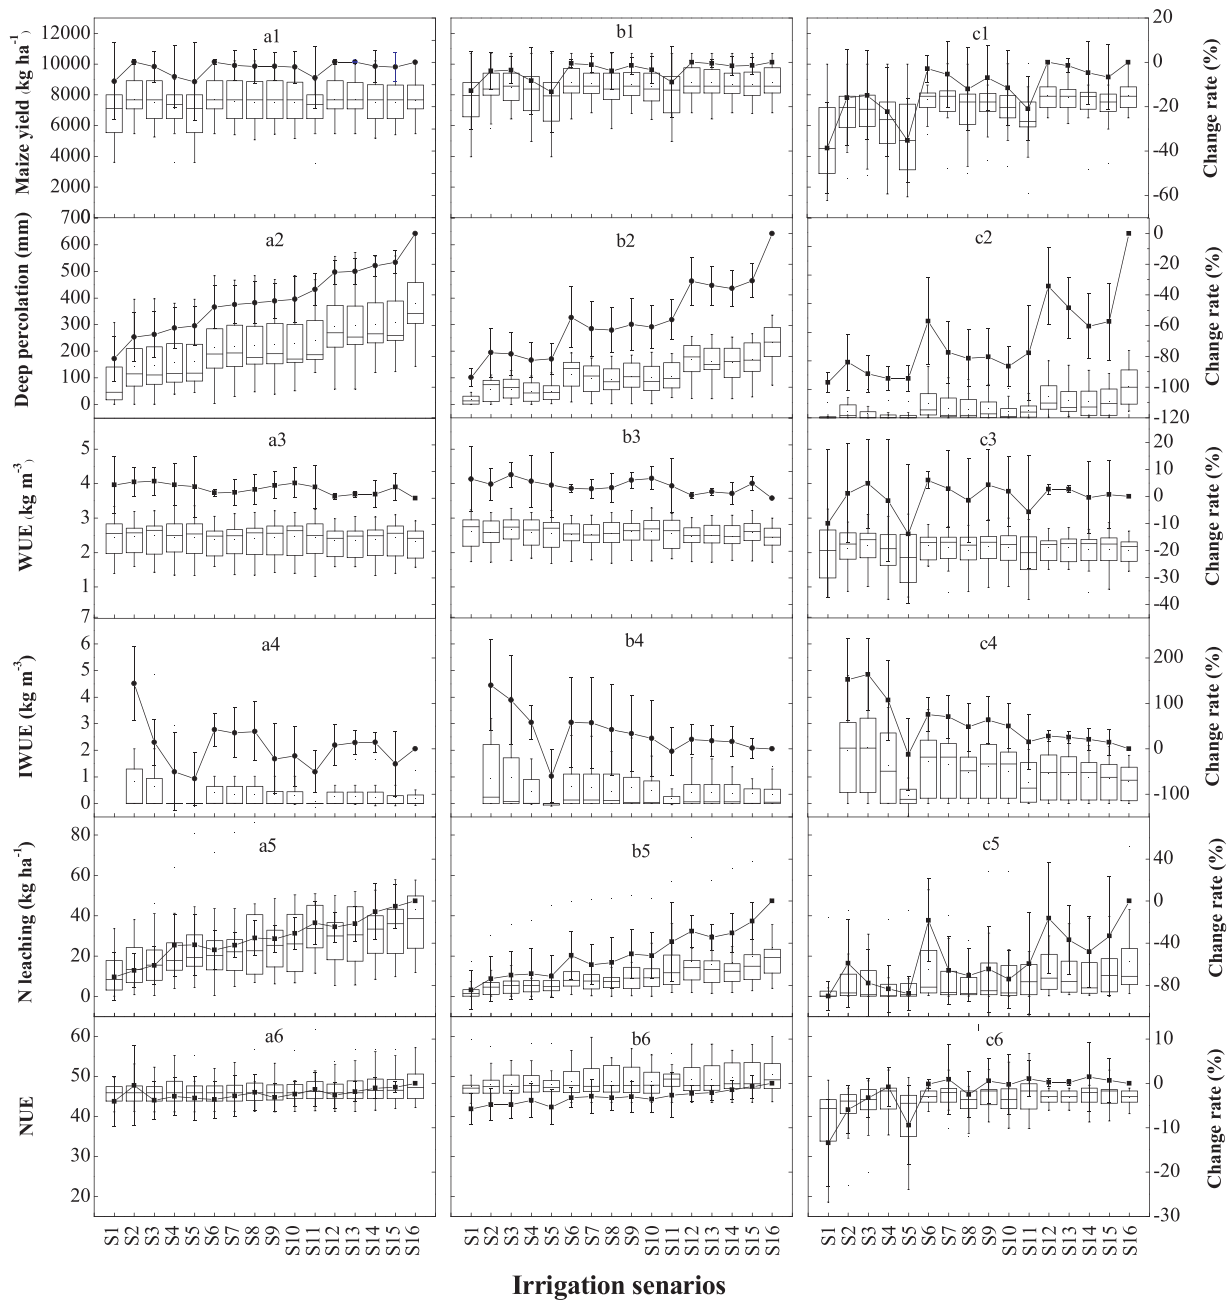 a1
b1
c1
12000
10000
8000
6000
4000
2000
Maize yield (kg ha⁻¹)
20
0
-20
-40
-60
Change rate (%)
a2
b2
c2
700
600
500
400
300
200
100
0
Deep percolation (mm)
0
-20
-40
-60
-80
-100
-120
Change rate (%)
a3
b3
c3
5
4
3
2
1
WUE (kg m⁻³)
20
10
0
-10
-20
-30
-40
Change rate (%)
a4
b4
c4
7
6
5
4
3
2
1
0
IWUE (kg m⁻³)
200
100
0
-100
Change rate (%)
a5
b5
c5
80
60
40
20
0
N leaching (kg ha⁻¹)
40
0
-40
-80
Change rate (%)
a6
b6
c6
60
50
40
30
20
NUE
10
0
-10
-20
-30
Change rate (%)
S1 S2 S3 S4 S5 S6 S7 S8 S9 S10 S11 S12 S13 S14 S15 S16
S1 S2 S3 S4 S5 S6 S7 S8 S9 S10 S11 S12 S13 S14 S15 S16
S1 S2 S3 S4 S5 S6 S7 S8 S9 S10 S11 S12 S13 S14 S15 S16
Irrigation senarios